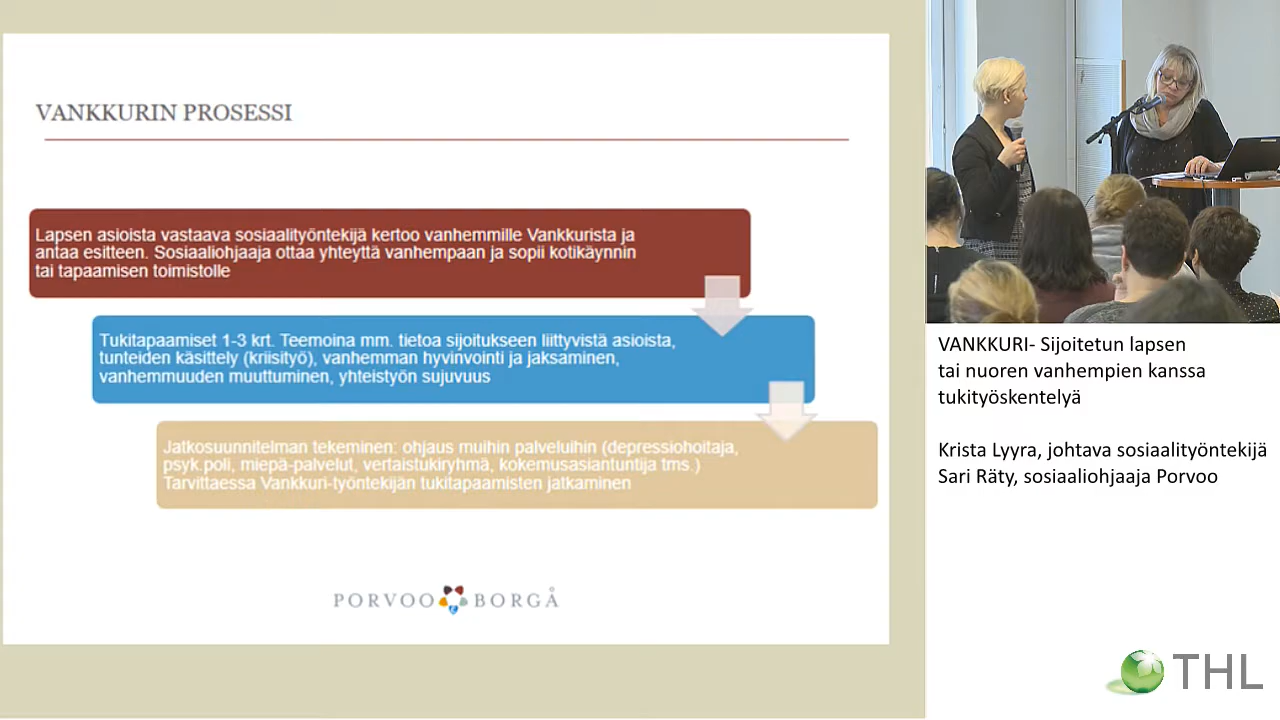 VANKKURIN PROSESSI
Lapsen asioista vastaava sosiaalityöntekijä kertoo vanhemmille Vankkurista ja
antaa esitteen. Sosiaaliohjaaja ottaa yhteyttä vanhempaan ja sopii kotikäynnin
tai tapaamisen toimistolle
Tukitapaamiset 1-3 krt. Teemoina mm. tietoa sijoitukseen liittyvistä asioista,
tunteiden käsittely (kriisityö), vanhemman hyvinvointi ja jaksaminen,
vanhemmuuden muuttuminen, yhteistyön sujuvuus
Jatkosuunnitelman tekeminen: ohjaus muihin palveluihin (depressiohoitaja,
psyk.poli, miepä-palvelut, vertaistukiryhmä, kokemusasiantuntija tms.)
Tarvittaessa Vankkuri-työntekijän tukitapaamisten jatkaminen
PORVOO BORGÅ
VANKKURI- Sijoitetun lapsen
tai nuoren vanhempien kanssa
tukityöskentelyä
Krista Lyyra, johtava sosiaalityöntekijä
Sari Räty, sosiaaliohjaaja Porvoo
THL